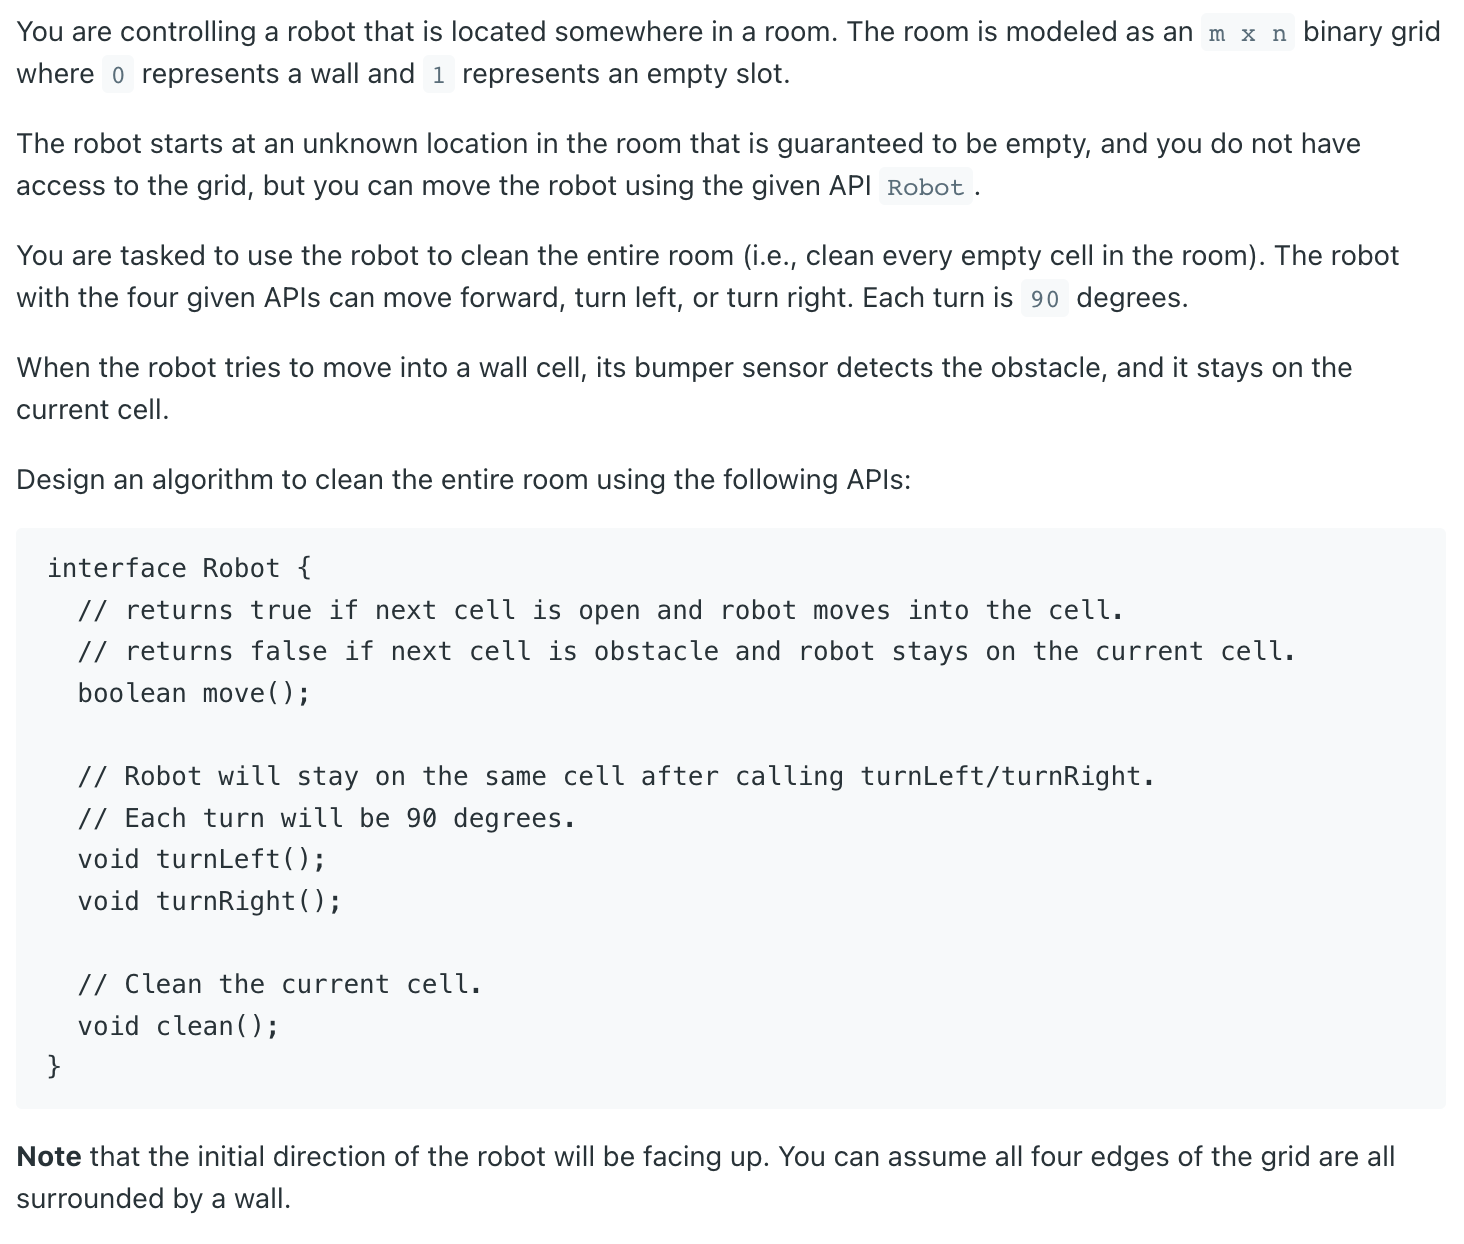 You are controlling a robot that is located somewhere in a room. The room is modeled as an m x n binary grid
where 0 represents a wall and 1 represents an empty slot.
The robot starts at an unknown location in the room that is guaranteed to be empty, and you do not have
access to the grid, but you can move the robot using the given API Robot.
You are tasked to use the robot to clean the entire room (i.e., clean every empty cell in the room). The robot
with the four given APIs can move forward, turn left, or turn right. Each turn is 90 degrees.
When the robot tries to move into a wall cell, its bumper sensor detects the obstacle, and it stays on the
current cell.
Design an algorithm to clean the entire room using the following APIs:
interface Robot {
  // returns true if next cell is open and robot moves into the cell.
  // returns false if next cell is obstacle and robot stays on the current cell.
  boolean move();
  // Robot will stay on the same cell after calling turnLeft/turnRight.
  // Each turn will be 90 degrees.
  void turnLeft();
  void turnRight();
  // Clean the current cell.
  void clean();
}
Note that the initial direction of the robot will be facing up. You can assume all four edges of the grid are all
surrounded by a wall.